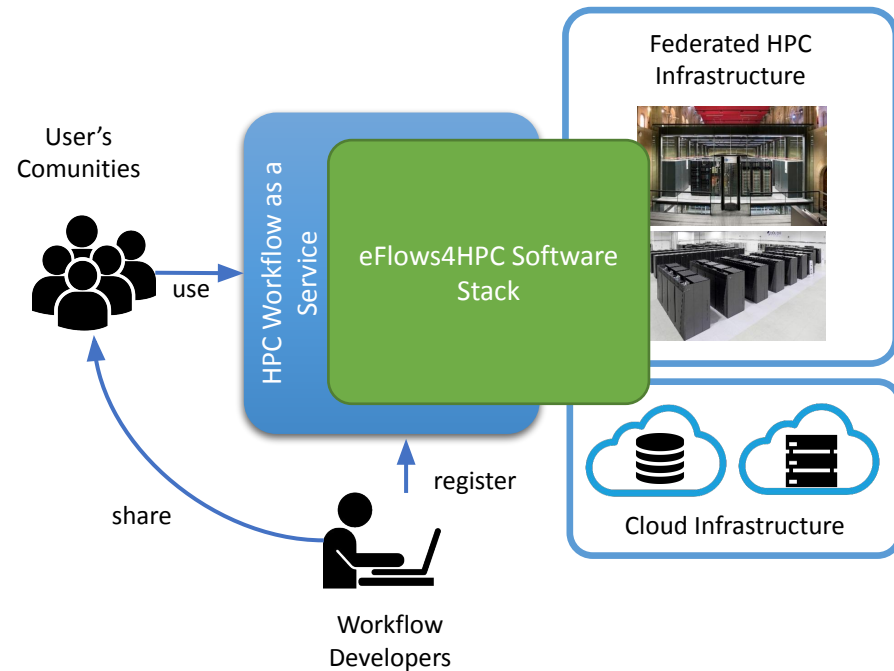 Federated HPC
Infrastructure
User's
Comunities
HPC Workflow as a
Service
eFlows4HPC Software
Stack
use
register
share
Cloud Infrastructure
Workflow
Developers